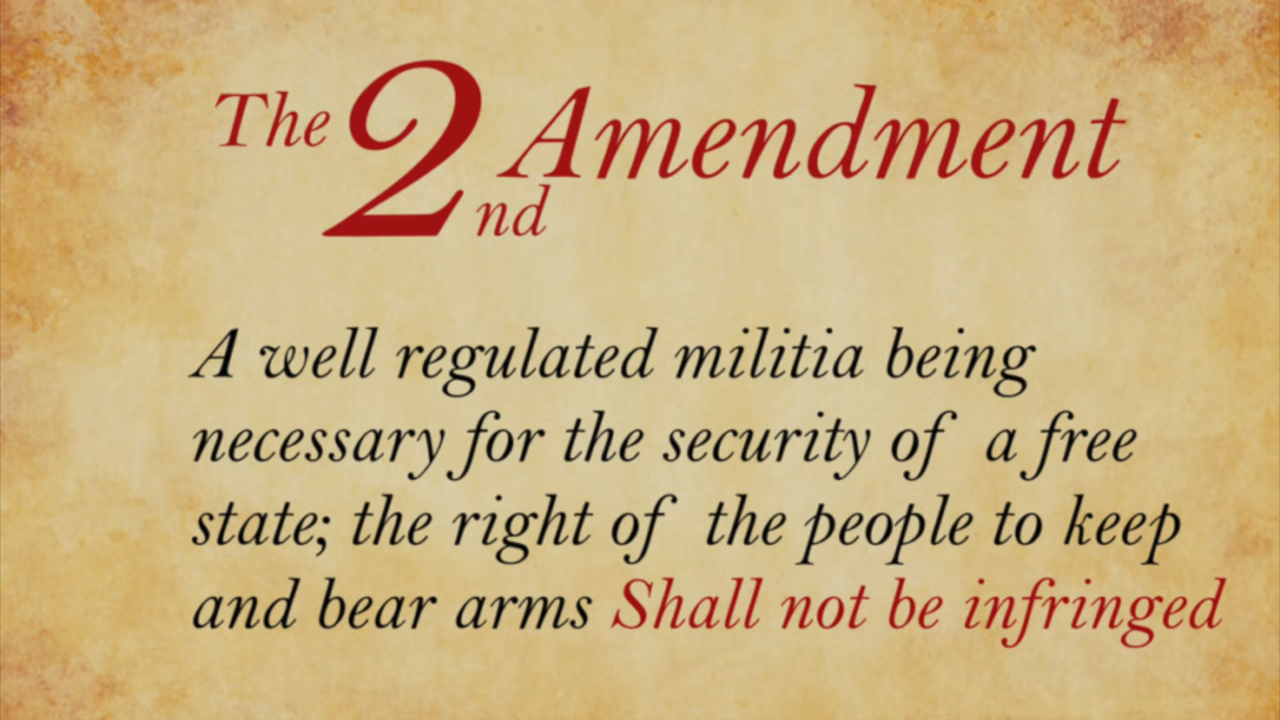 The 2nd Amendment
A well regulated militia being
necessary for the security of a free
state; the right of the people to keep
and bear arms Shall not be infringed